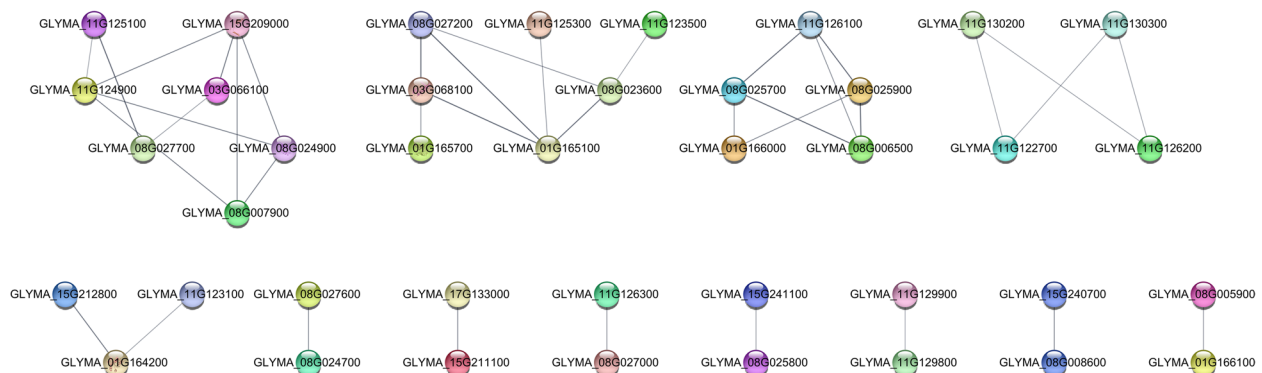 GLYMA_11G125100
GLYMA_15G209000
GLYMA_08G027200
GLYMA_11G125300
GLYMA_11G123500
GLYMA_11G126100
GLYMA_11G130200
GLYMA_11G130300
GLYMA_11G124900
GLYMA_03G066100
GLYMA_03G068100
GLYMA_08G023600
GLYMA_08G025700
GLYMA_08G025900
GLYMA_08G027700
GLYMA_08G024900
GLYMA_01G165700
GLYMA_01G165100
GLYMA_01G166000
GLYMA_08G006500
GLYMA_11G122700
GLYMA_11G126200
GLYMA_08G007900
GLYMA_15G212800
GLYMA_11G123100
GLYMA_08G027600
GLYMA_17G133000
GLYMA_11G126300
GLYMA_15G241100
GLYMA_11G129900
GLYMA_15G240700
GLYMA_08G005900
GLYMA_01G164200
GLYMA_08G024700
GLYMA_15G211100
GLYMA_08G027000
GLYMA_08G025800
GLYMA_11G129800
GLYMA_08G008600
GLYMA_01G166100